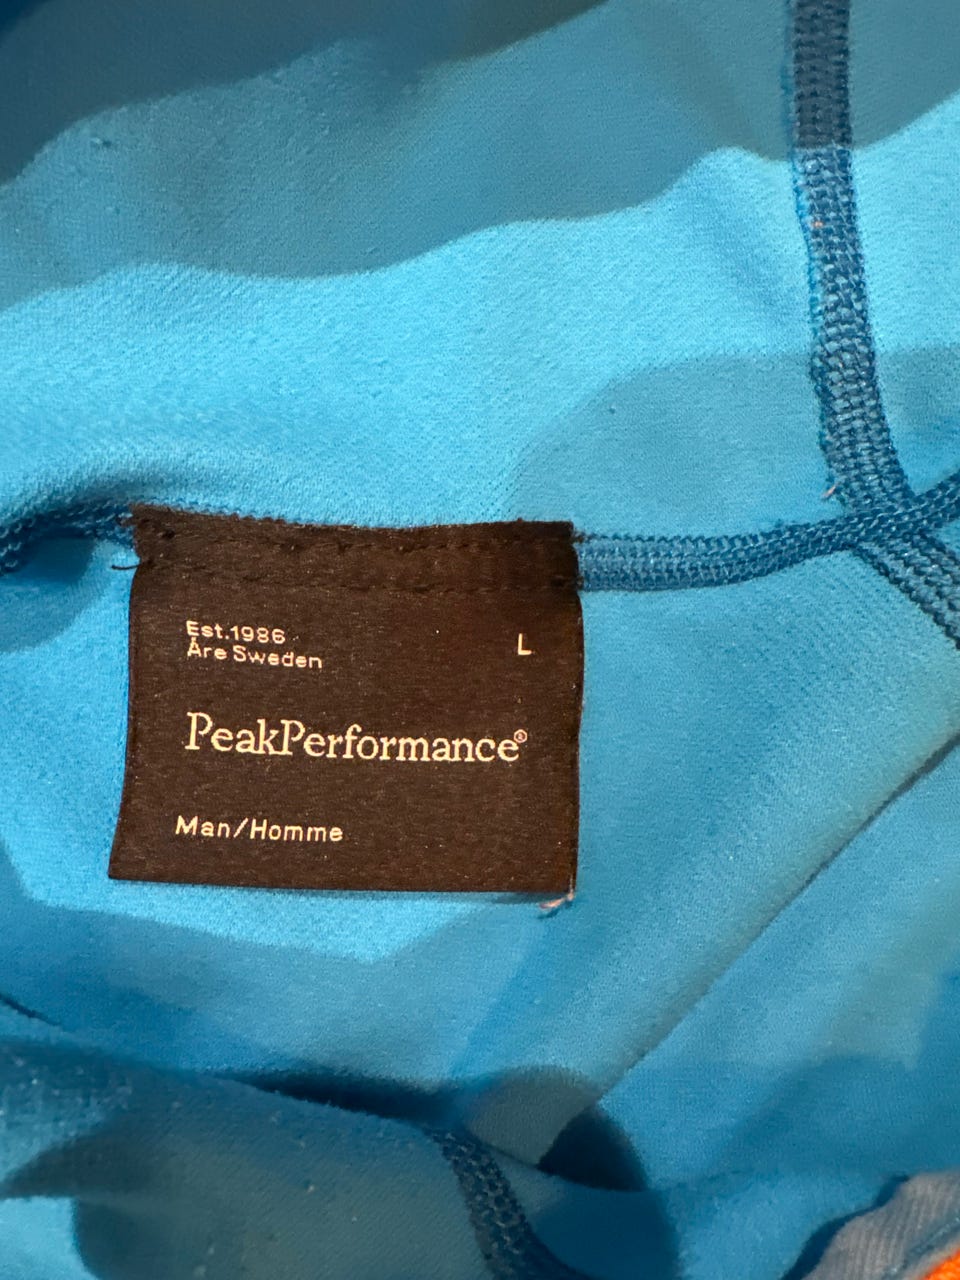 Est.1986
Åre Sweden
L
PeakPerformance®
Man/Homme